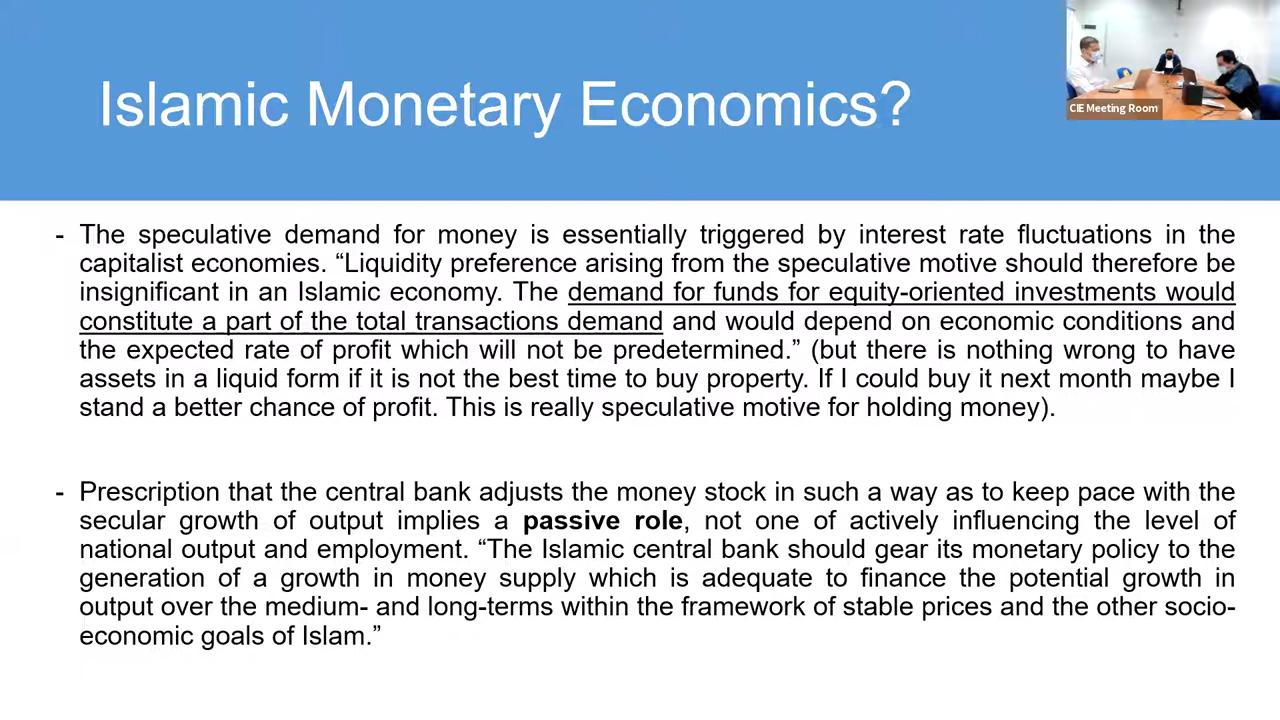 Islamic Monetary Economics?
CIE Meeting Room
- The speculative demand for money is essentially triggered by interest rate fluctuations in the
capitalist economies. “Liquidity preference arising from the speculative motive should therefore be
insignificant in an Islamic economy. The demand for funds for equity-oriented investments would
constitute a part of the total transactions demand and would depend on economic conditions and
the expected rate of profit which will not be predetermined.” (but there is nothing wrong to have
assets in a liquid form if it is not the best time to buy property. If I could buy it next month maybe I
stand a better chance of profit. This is really speculative motive for holding money).
- Prescription that the central bank adjusts the money stock in such a way as to keep pace with the
secular growth of output implies a passive role, not one of actively influencing the level of
national output and employment. “The Islamic central bank should gear its monetary policy to the
generation of a growth in money supply which is adequate to finance the potential growth in
output over the medium- and long-terms within the framework of stable prices and the other socio-
economic goals of Islam.”